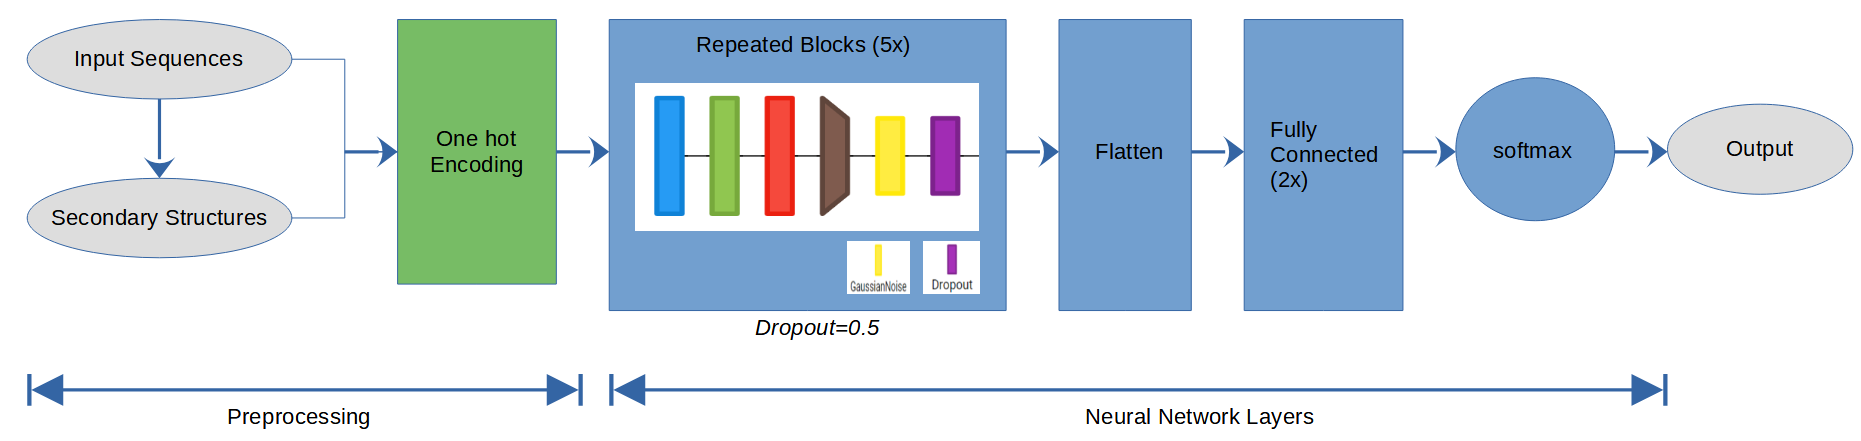 Input Sequences
Secondary Structures
One hot
Encoding
Repeated Blocks (5x)
GaussianNoise
Dropout
Dropout=0.5
Flatten
Fully
Connected
(2x)
softmax
Output
Preprocessing
Neural Network Layers